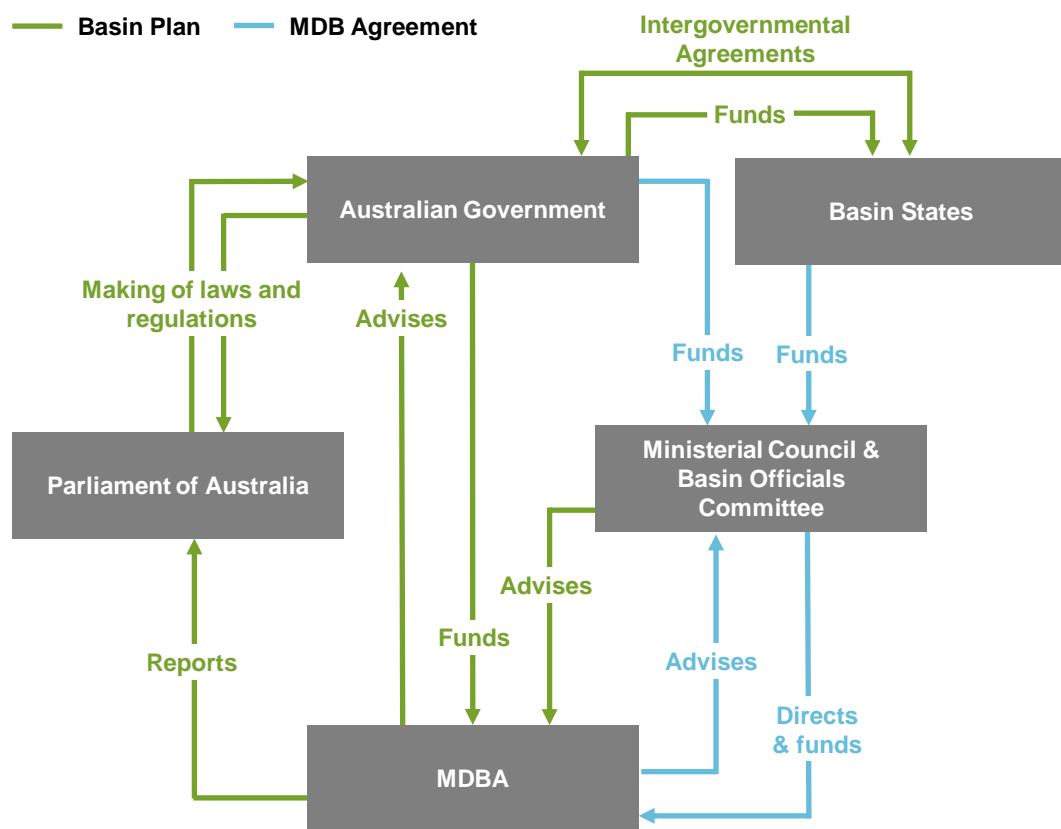 Basin Plan
MDB Agreement
Intergovernmental
Agreements
Funds
Australian Government
Basin States
Making of laws and
regulations
Advises
Funds
Funds
Parliament of Australia
Ministerial Council &
Basin Officials
Committee
Advises
Funds
Reports
Advises
Directs
& funds
MDBA